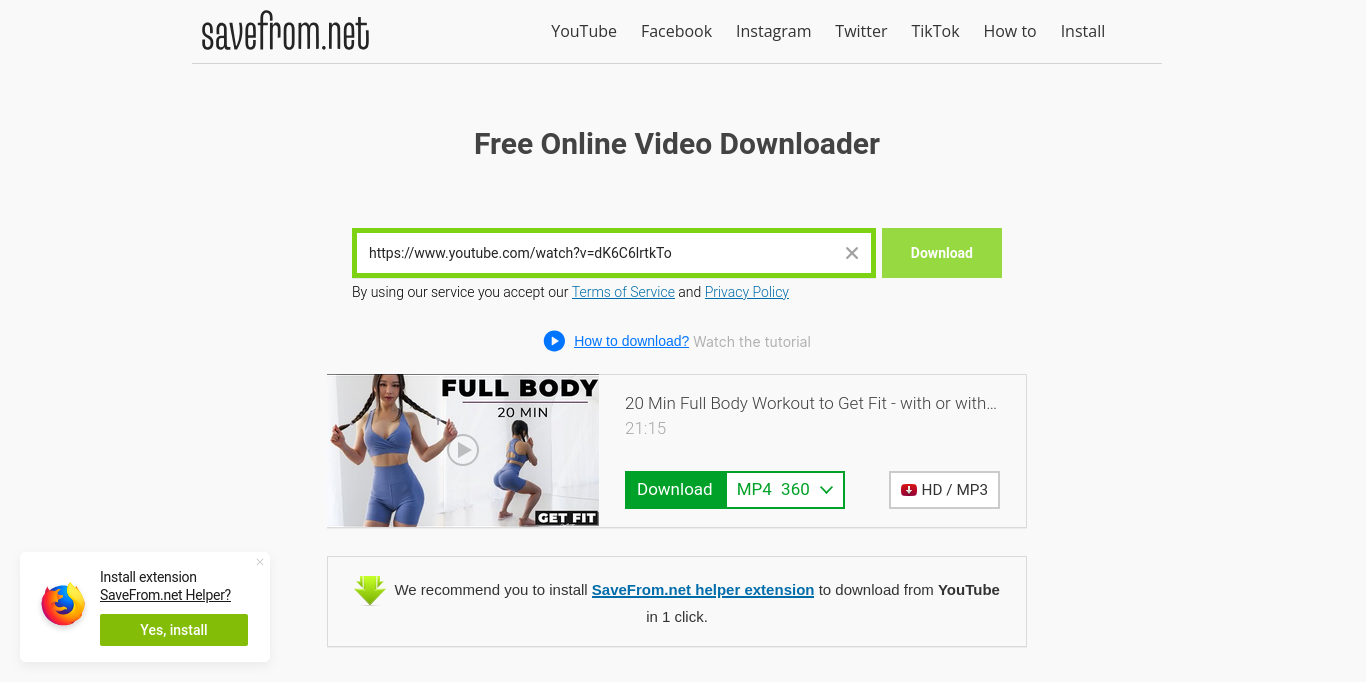 savefrom.net
YouTube Facebook Instagram Twitter TikTok How to Install
Free Online Video Downloader
https://www.youtube.com/watch?v=dK6C6lrtkTo
Download
By using our service you accept our Terms of Service and Privacy Policy
How to download? Watch the tutorial
FULL BODY
20 MIN
GET FIT
20 Min Full Body Workout to Get Fit - with or with...
21:15
Download MP4 360
HD / MP3
We recommend you to install SaveFrom.net helper extension to download from YouTube
in 1 click.
Install extension
SaveFrom.net Helper?
Yes, install